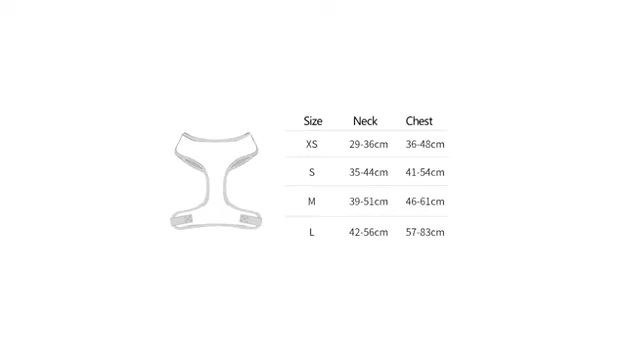 Size Neck Chest
XS 29-36cm 36-48cm
S 35-44cm 41-54cm
M 39-51cm 46-61cm
L 42-56cm 57-83cm